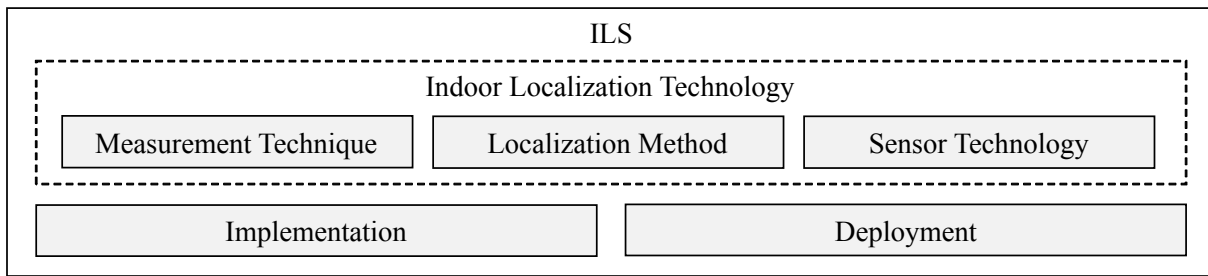 ILS
Indoor Localization Technology
Measurement Technique
Localization Method
Sensor Technology
Implementation
Deployment